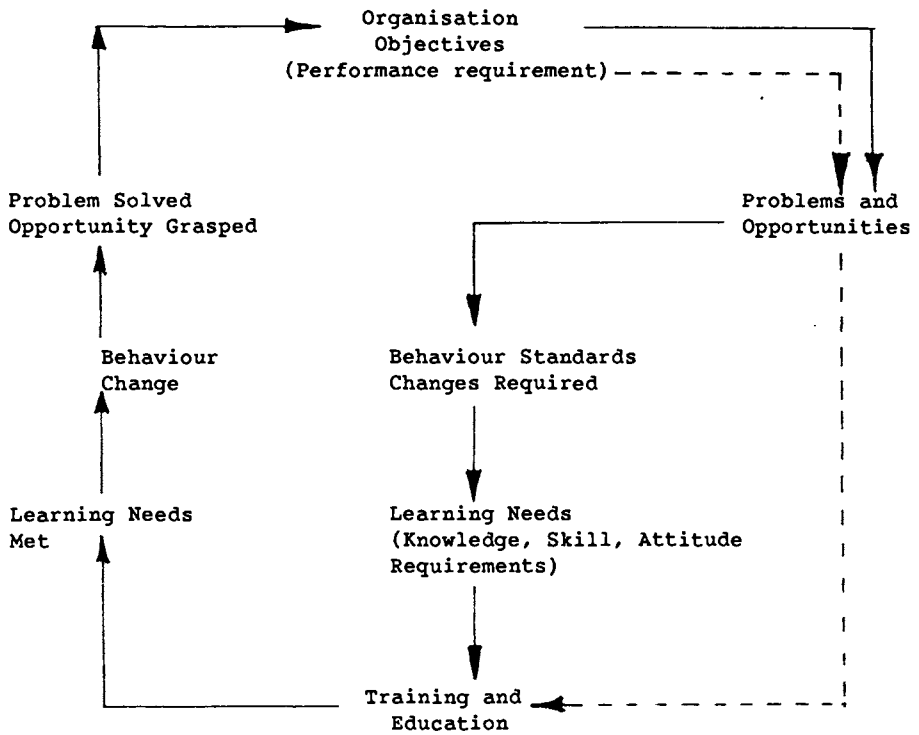 Organisation
Objectives
(Performance requirement)
Problem Solved
Opportunity Grasped
Problems and
Opportunities
Behaviour
Change
Behaviour Standards
Changes Required
Learning Needs
Met
Learning Needs
(Knowledge, Skill, Attitude
Requirements)
Training and
Education